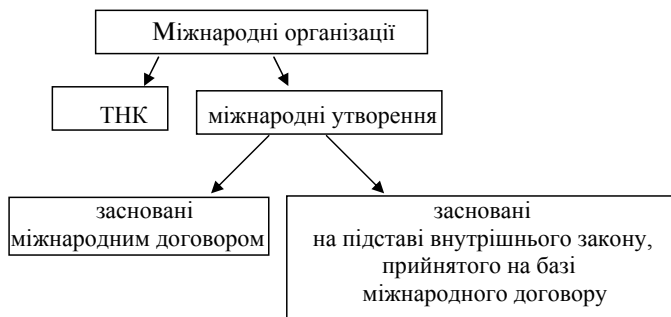 Міжнародні організації
ТНК
міжнародні утворення
засновані
міжнародним договором
засновані
на підставі внутрішнього закону,
прийнятого на базі
міжнародного договору